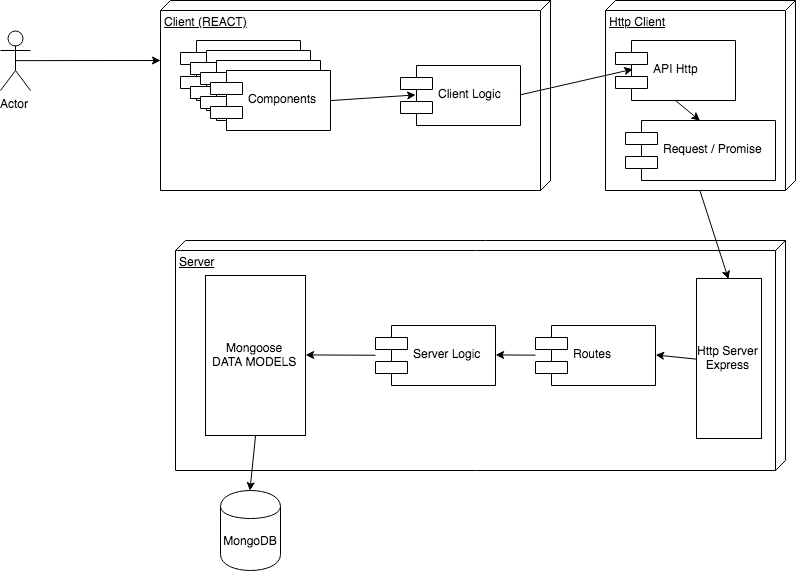 Client (REACT)
Http Client
Actor
Components
Client Logic
API Http
Request / Promise
Server
Mongoose
DATA MODELS
Server Logic
Routes
Http Server
Express
MongoDB